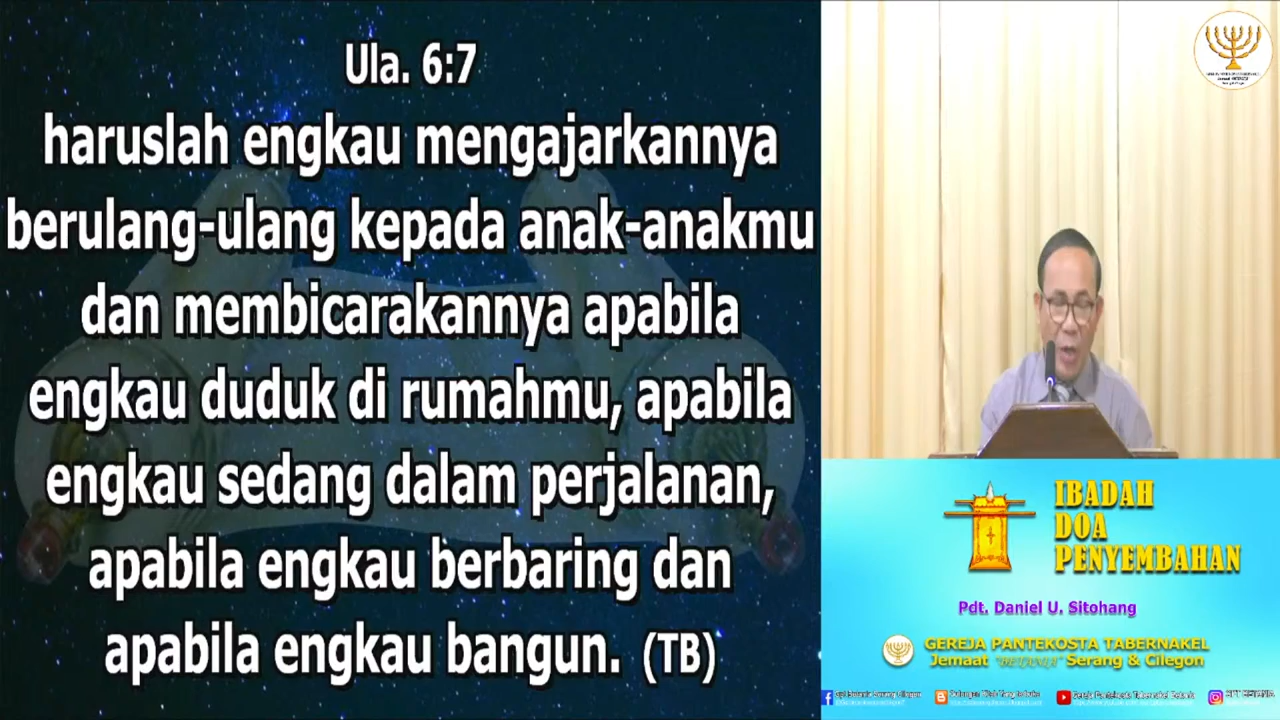 Ula. 6:7
haruslah engkau mengajarkannya
berulang-ulang kepada anak-anakmu
dan membicarakannya apabila
engkau duduk di rumahmu, apabila
engkau sedang dalam perjalanan,
apabila engkau berbaring dan
apabila engkau bangun. (TB)
IBADAH
DOA
PENYEMBAHAN
Pdt. Daniel U. Sitohang
GEREJA PANTEKOSTA TABERNAKEL
Jemaat "BETANIA" Serang & Cilegon